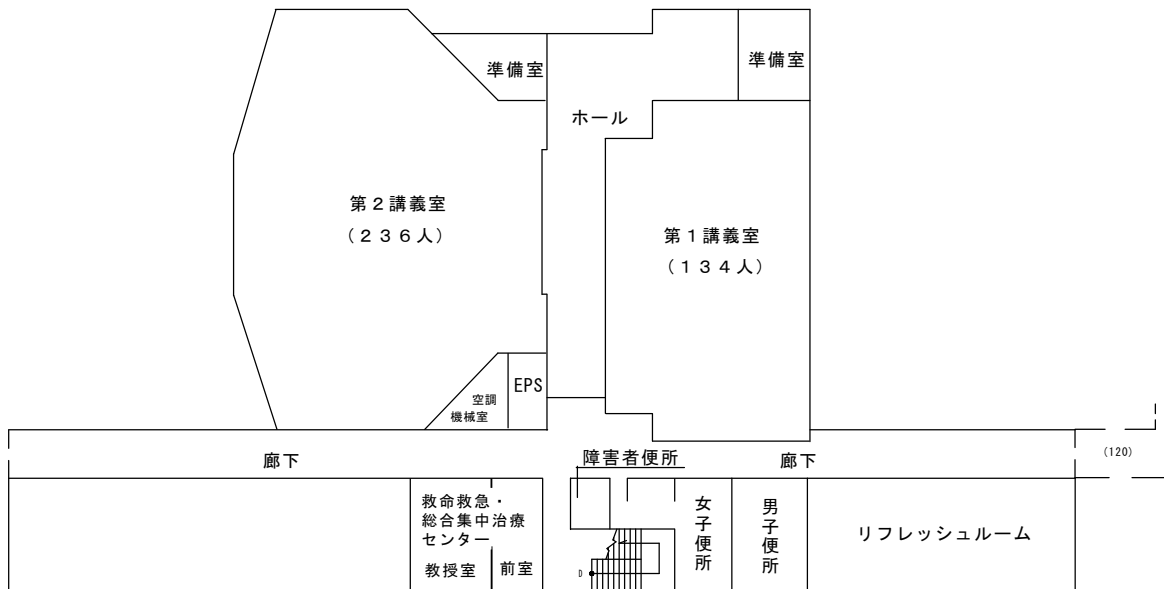 準備室
準備室
ホール
第２講義室
（２３６人）
第１講義室
（１３４人）
EPS
空調
機械室
廊下
障害者便所
廊下
(120)
救命救急・
総合集中治療
センター
教授室
前室
D
女子便所
男子便所
リフレッシュルーム